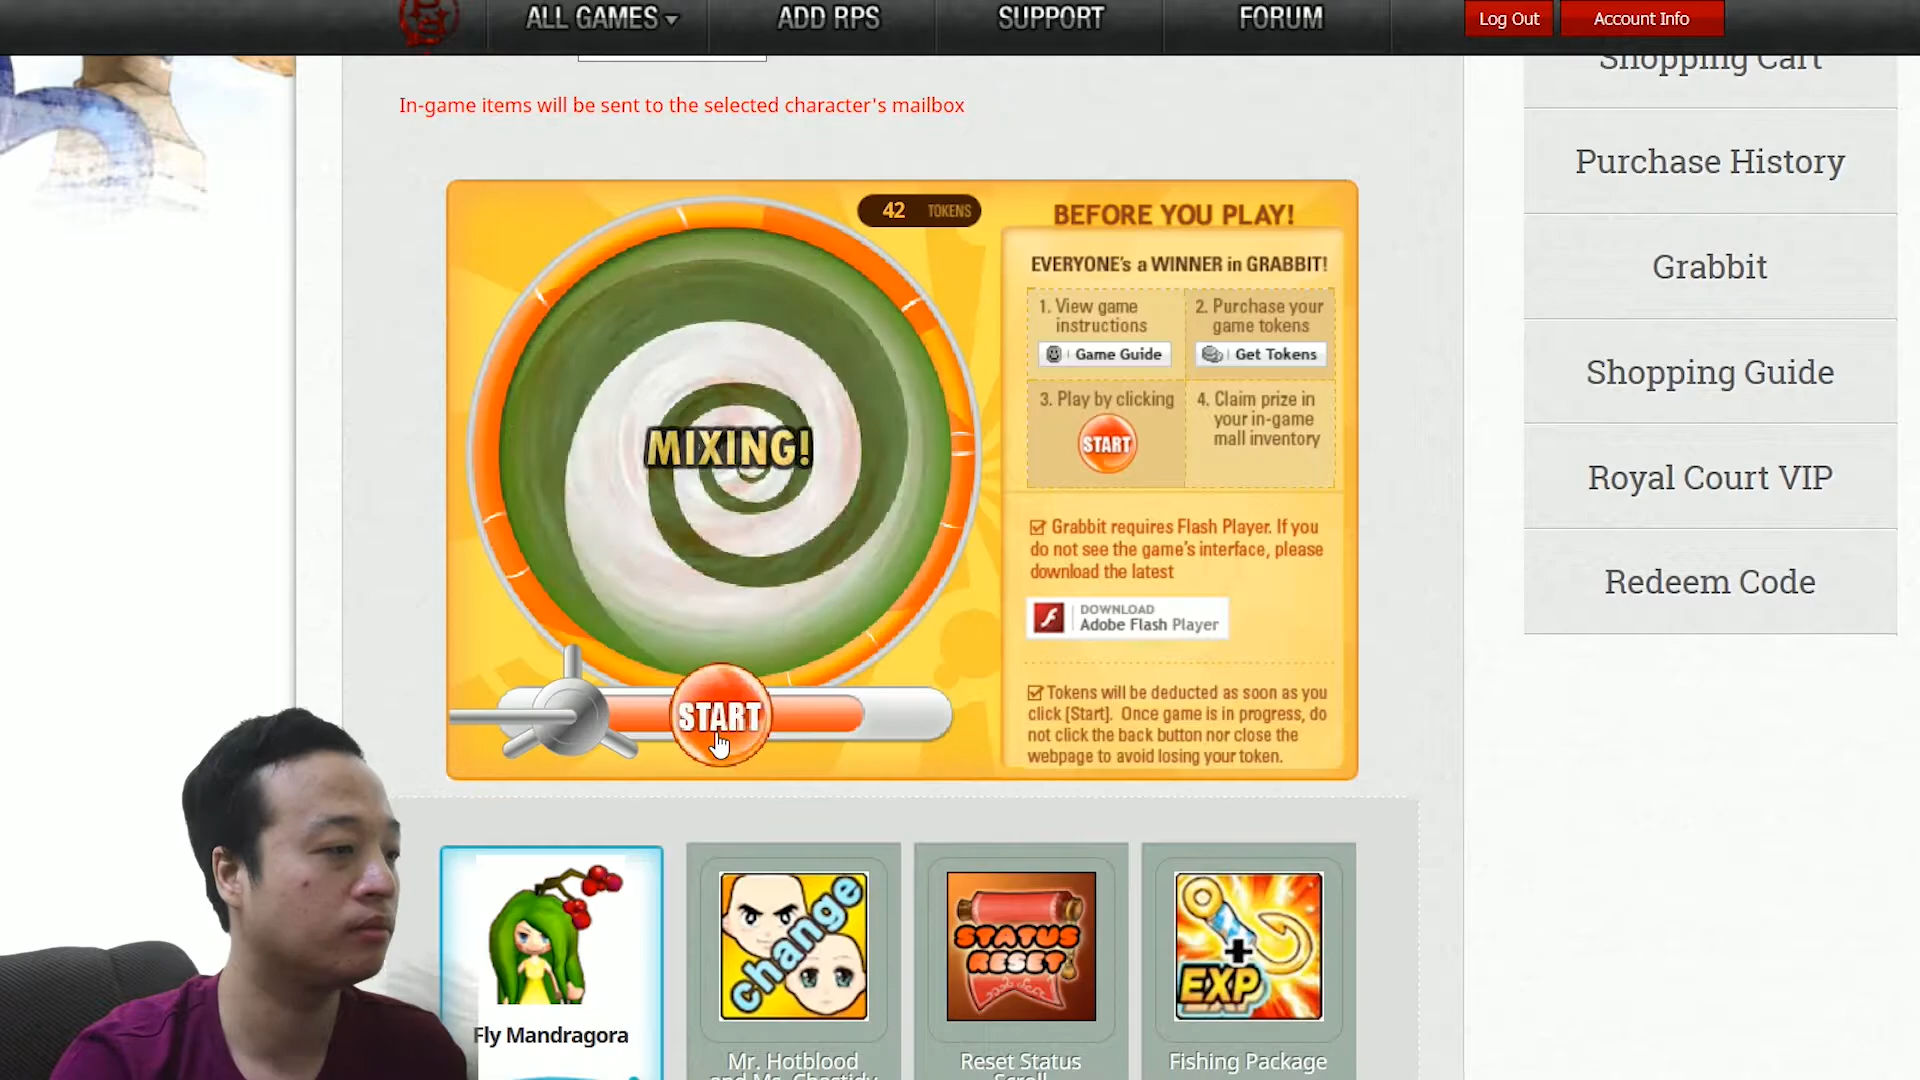 ALL GAMES
ADD RPS
SUPPORT
FORUM
Log Out
Account Info
In-game items will be sent to the selected character's mailbox
Shopping Cart
Purchase History
Grabbit
Shopping Guide
Royal Court VIP
Redeem Code
42 TOKENS
MIXING!
START
BEFORE YOU PLAY!
EVERYONE's a WINNER in GRABBIT!
1. View game
instructions
Game Guide
2. Purchase your
game tokens
Get Tokens
3. Play by clicking
START
4. Claim prize in
your in-game
mall inventory
Grabbit requires Flash Player. If you
do not see the game's interface, please
download the latest
DOWNLOAD
Adobe Flash Player
Tokens will be deducted as soon as you
click [Start]. Once game is in progress, do
not click the back button nor close the
webpage to avoid losing your token.
Fly Mandragora
change
Mr. Hotblood
and Ms. Chastidy
STATUS
RESET
Reset Status
Scroll
+
EXP
Fishing Package